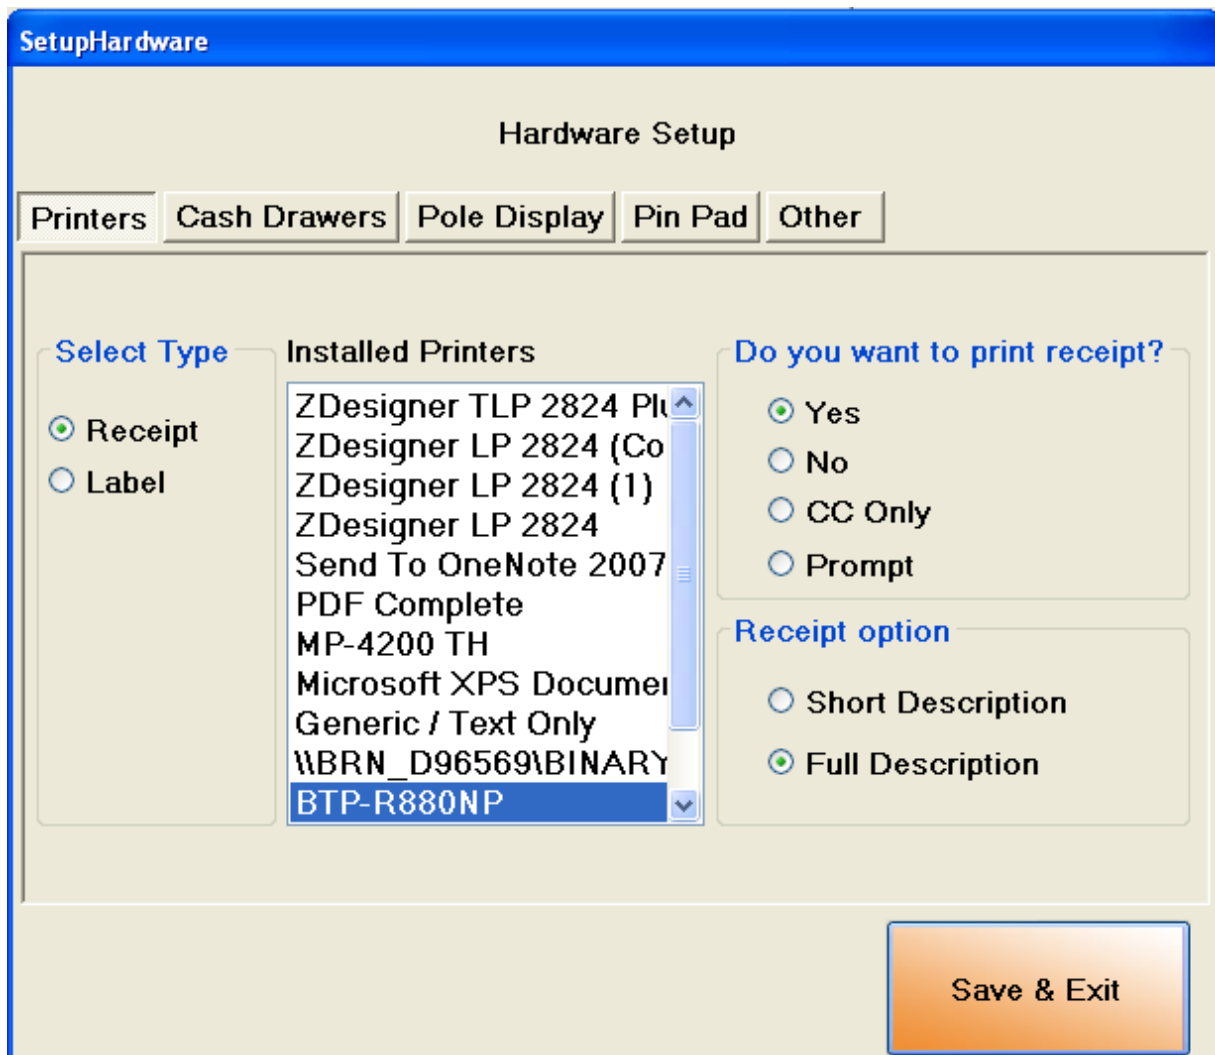 SetupHardware
Hardware Setup
Printers Cash Drawers Pole Display Pin Pad Other
Select Type
Receipt
Label
Installed Printers
ZDesigner TLP 2824 Plu
ZDesigner LP 2824 (Co
ZDesigner LP 2824 (1)
ZDesigner LP 2824
Send To OneNote 2007
PDF Complete
MP-4200 TH
Microsoft XPS Documen
Generic / Text Only
\\BRN_D96569\BINARY
BTP-R880NP
Do you want to print receipt?
Yes
No
CC Only
Prompt
Receipt option
Short Description
Full Description
Save & Exit